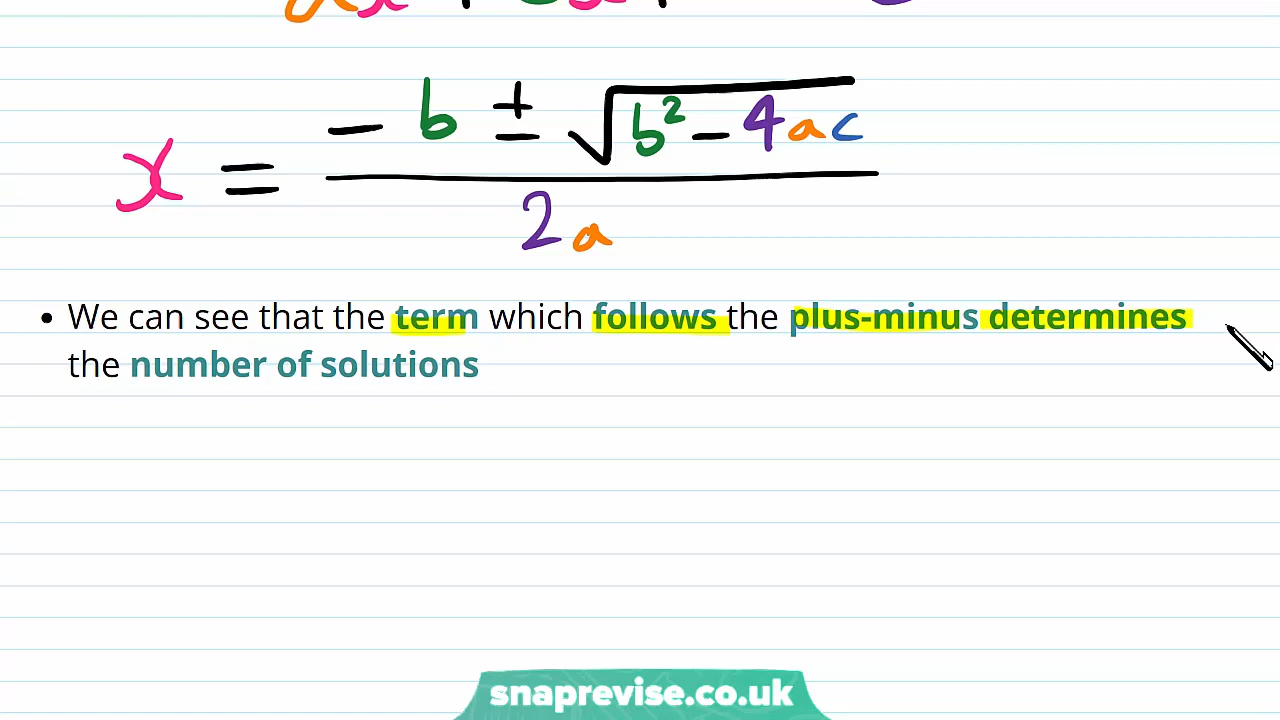 x = -b ± √b² - 4ac / 2a
• We can see that the term which follows the plus-minus determines
the number of solutions
snaprevise.co.uk